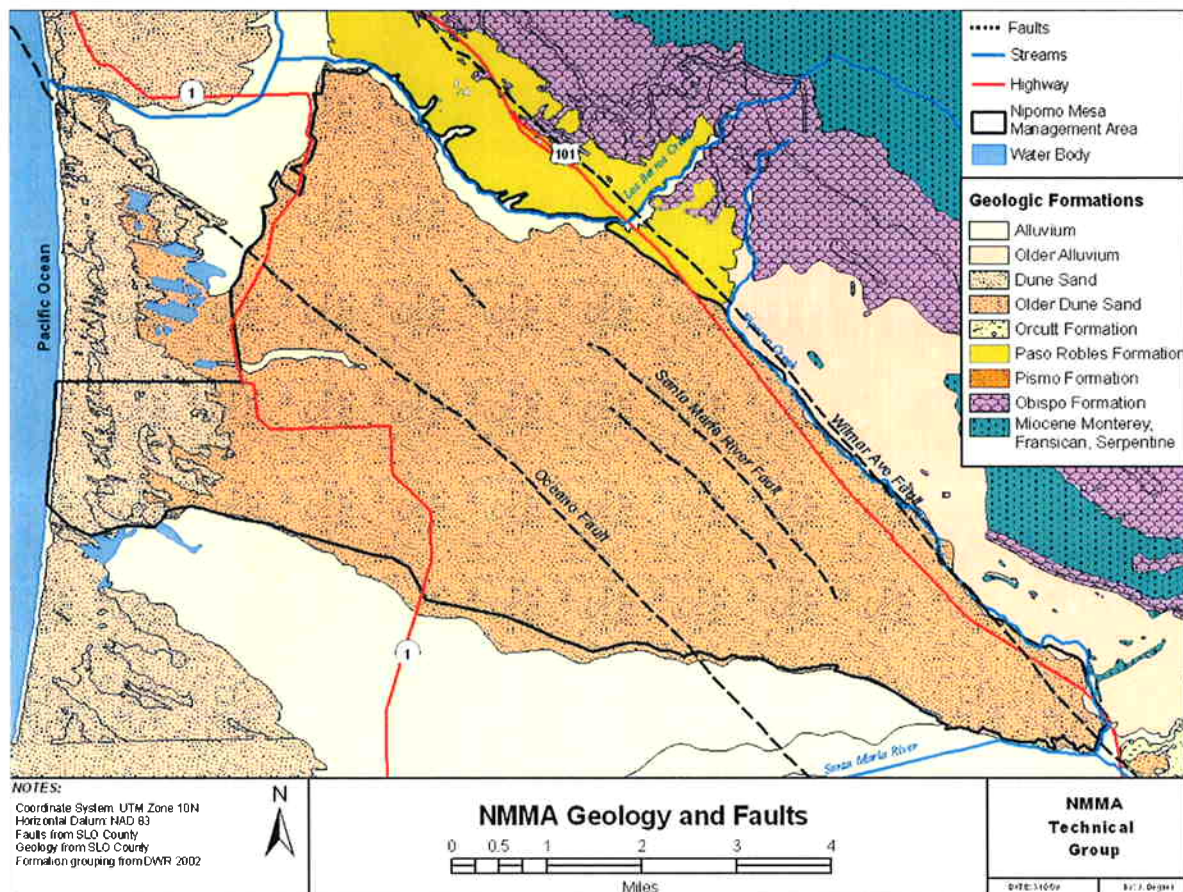 Faults
Streams
Highway
Nipomo Mesa
Management Area
Water Body
Geologic Formations
Alluvium
Older Alluvium
Dune Sand
Older Dune Sand
Orcutt Formation
Paso Robles Formation
Pismo Formation
Obispo Formation
Miocene Monterey,
Fransican, Serpentine
1
101
Pacific Ocean
Creek
Santa Maria River Fault
Wilmar Ave Fault
Oceano Fault
1
Santa Maria River
NOTES:
Coordinate System: UTM Zone 10N
Horizontal Datum: NAD 83
Faults from SLO County
Geology from SLO County
Formation grouping from DWR 2002
N
NMMA Geology and Faults
0 0.5 1 2 3 4
Miles
NMMA
Technical
Group